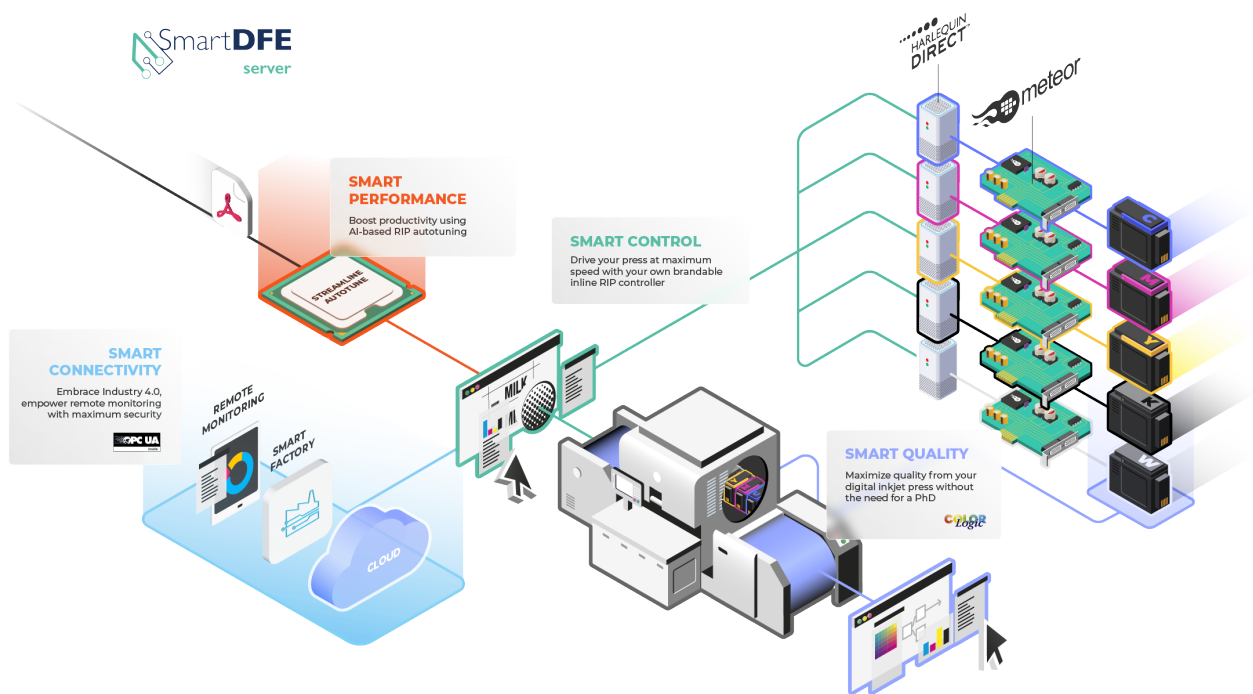 SmartDFE
server
HARLEQUIN
DIRECT
meteor
SMART
PERFORMANCE
Boost productivity using
AI-based RIP autotuning
STREAMLINE
AUTOTUNE
SMART CONTROL
Drive your press at maximum
speed with your own brandable
inline RIP controller
C
M
Y
K
W
SMART
CONNECTIVITY
Embrace Industry 4.0,
empower remote monitoring
with maximum security
OPC UA
REMOTE
MONITORING
SMART
FACTORY
CLOUD
MILK
SMART QUALITY
Maximize quality from your
digital inkjet press without
the need for a PhD
COLOR
Logic